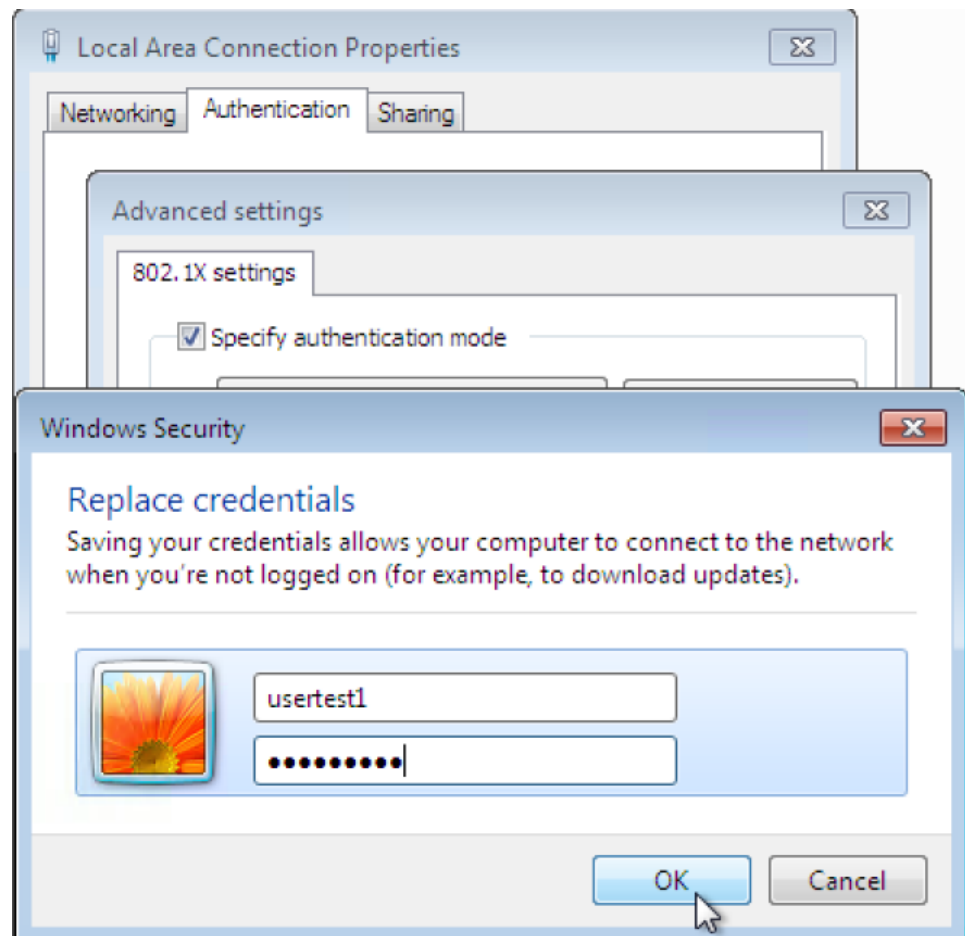 Local Area Connection Properties
Networking Authentication Sharing
Advanced settings
802.1X settings
Specify authentication mode
Windows Security
Replace credentials
Saving your credentials allows your computer to connect to the network
when you're not logged on (for example, to download updates).
usertest1
●●●●●●●●●
OK Cancel